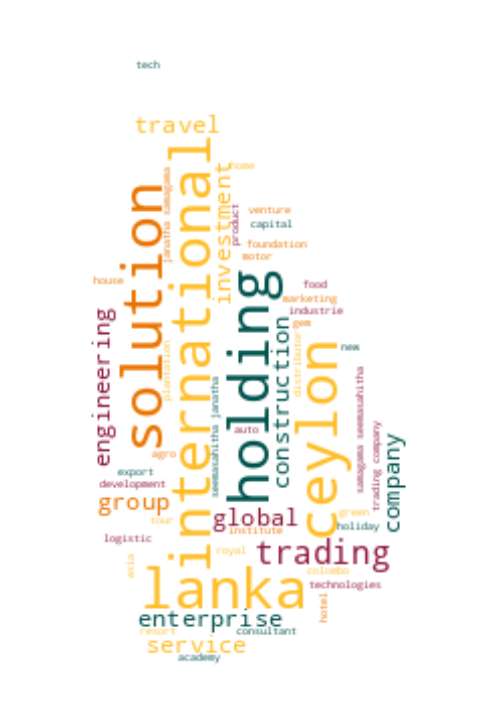 tech
travel
international
home
solution
janatha samagama
investment
product
venture
capital
foundation
motor
holding
house
food
marketing
industrie
gem
engineering
construction
distributor
ceylon
new
plantation
seemasahitha janatha
samagama seemasahitha
auto
trading company
company
agro
export
development
group
global
tour
institute
green
holiday
logistic
royal
trading
asia
colombo
technologies
lanka
hotel
enterprise
resort
consultant
service
academy